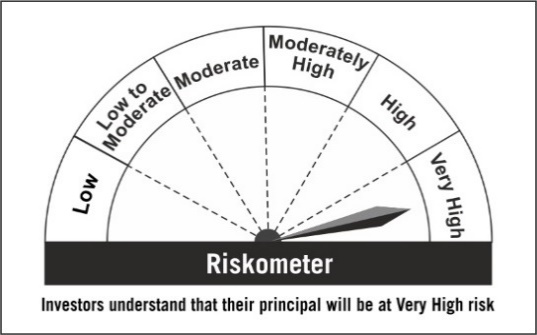 Low
Low to
Moderate
Moderate
Moderately
High
High
Very High
Riskometer
Investors understand that their principal will be at Very High risk